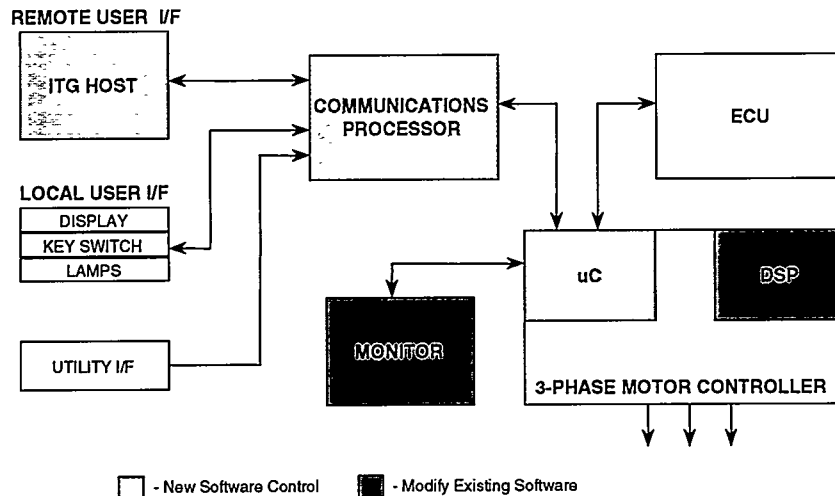 REMOTE USER I/F
ITG HOST
COMMUNICATIONS
PROCESSOR
ECU
LOCAL USER I/F
DISPLAY
KEY SWITCH
LAMPS
uC
DSP
MONITOR
UTILITY I/F
3-PHASE MOTOR CONTROLLER
- New Software Control
- Modify Existing Software